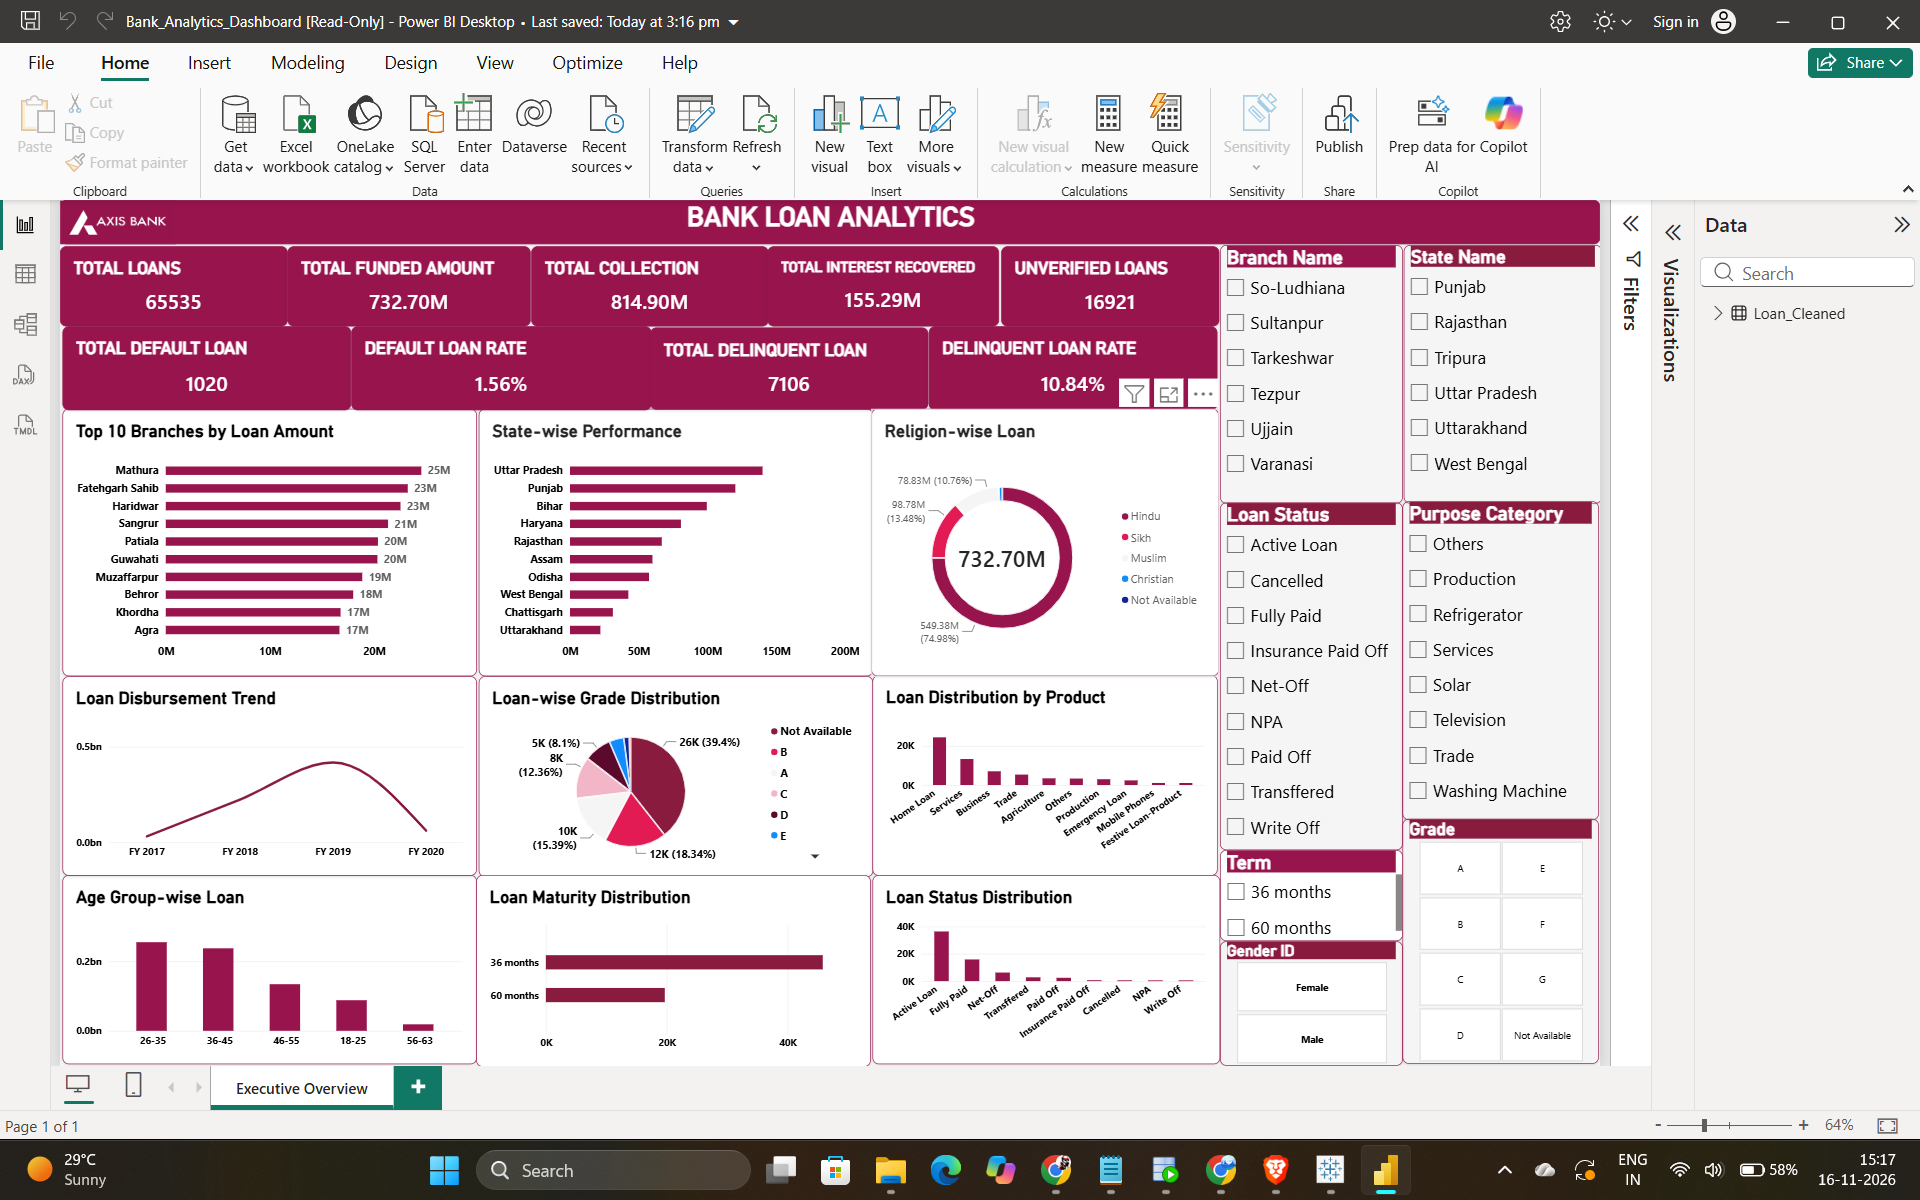 Bank_Analytics_Dashboard [Read-Only] - Power BI Desktop • Last saved: Today at 3:16 pm
Sign in
File Home Insert Modeling Design View Optimize Help
Share
Paste
Cut
Copy
Format painter
Clipboard
Get data
Excel workbook
OneLake catalog
SQL Server
Enter data
Dataverse
Recent sources
Data
Transform data
Refresh
Queries
New visual
Text box
More visuals
Insert
New visual calculation
New measure
Quick measure
Calculations
Sensitivity
Sensitivity
Publish
Share
Prep data for AI
Copilot
Copilot
AXIS BANK
BANK LOAN ANALYTICS
TOTAL LOANS
65535
TOTAL FUNDED AMOUNT
732.70M
TOTAL COLLECTION
814.90M
TOTAL INTEREST RECOVERED
155.29M
UNVERIFIED LOANS
16921
TOTAL DEFAULT LOAN
1020
DEFAULT LOAN RATE
1.56%
TOTAL DELINQUENT LOAN
7106
DELINQUENT LOAN RATE
10.84%
Top 10 Branches by Loan Amount
Mathura 25M
Fatehgarh Sahib 23M
Haridwar 23M
Sangrur 21M
Patiala 20M
Guwahati 20M
Muzaffarpur 19M
Behror 18M
Khordha 17M
Agra 17M
0M 10M 20M
State-wise Performance
Uttar Pradesh
Punjab
Bihar
Haryana
Rajasthan
Assam
Odisha
West Bengal
Chattisgarh
Uttarakhand
0M 50M 100M 150M 200M
Religion-wise Loan
78.83M (10.76%)
98.78M
(13.48%)
732.70M
549.38M
(74.98%)
Hindu
Sikh
Muslim
Christian
Not Available
Loan Disbursement Trend
0.5bn
0.0bn
FY 2017 FY 2018 FY 2019 FY 2020
Loan-wise Grade Distribution
5K (8.1%)
8K
(12.36%)
10K
(15.39%)
26K (39.4%)
12K (18.34%)
Not Available
B
A
C
D
E
Loan Distribution by Product
20K
0K
Home Loan
Services
Business
Trade
Agriculture
Others
Production
Emergency Loan
Mobile Phones
Festive Loan-Product
Age Group-wise Loan
0.2bn
0.0bn
26-35 36-45 46-55 18-25 56-63
Loan Maturity Distribution
36 months
60 months
0K 20K 40K
Loan Status Distribution
40K
20K
0K
Active Loan
Fully Paid
Net-Off
Transffered
Paid Off
Insurance Paid Off
Cancelled
NPA
Write Off
Branch Name
So-Ludhiana
Sultanpur
Tarkeshwar
Tezpur
Ujjain
Varanasi
State Name
Punjab
Rajasthan
Tripura
Uttar Pradesh
Uttarakhand
West Bengal
Loan Status
Active Loan
Cancelled
Fully Paid
Insurance Paid Off
Net-Off
NPA
Paid Off
Transffered
Write Off
Purpose Category
Others
Production
Refrigerator
Services
Solar
Television
Trade
Washing Machine
Term
36 months
60 months
Gender ID
Female
Male
Grade
A E
B F
C G
D Not Available
Filters
Visualizations
Data
Search
Loan_Cleaned
DAX
TMDL
Executive Overview
Page 1 of 1
64%
29°C
Sunny
Search
ENG
IN
58%
15:17
16-11-2026